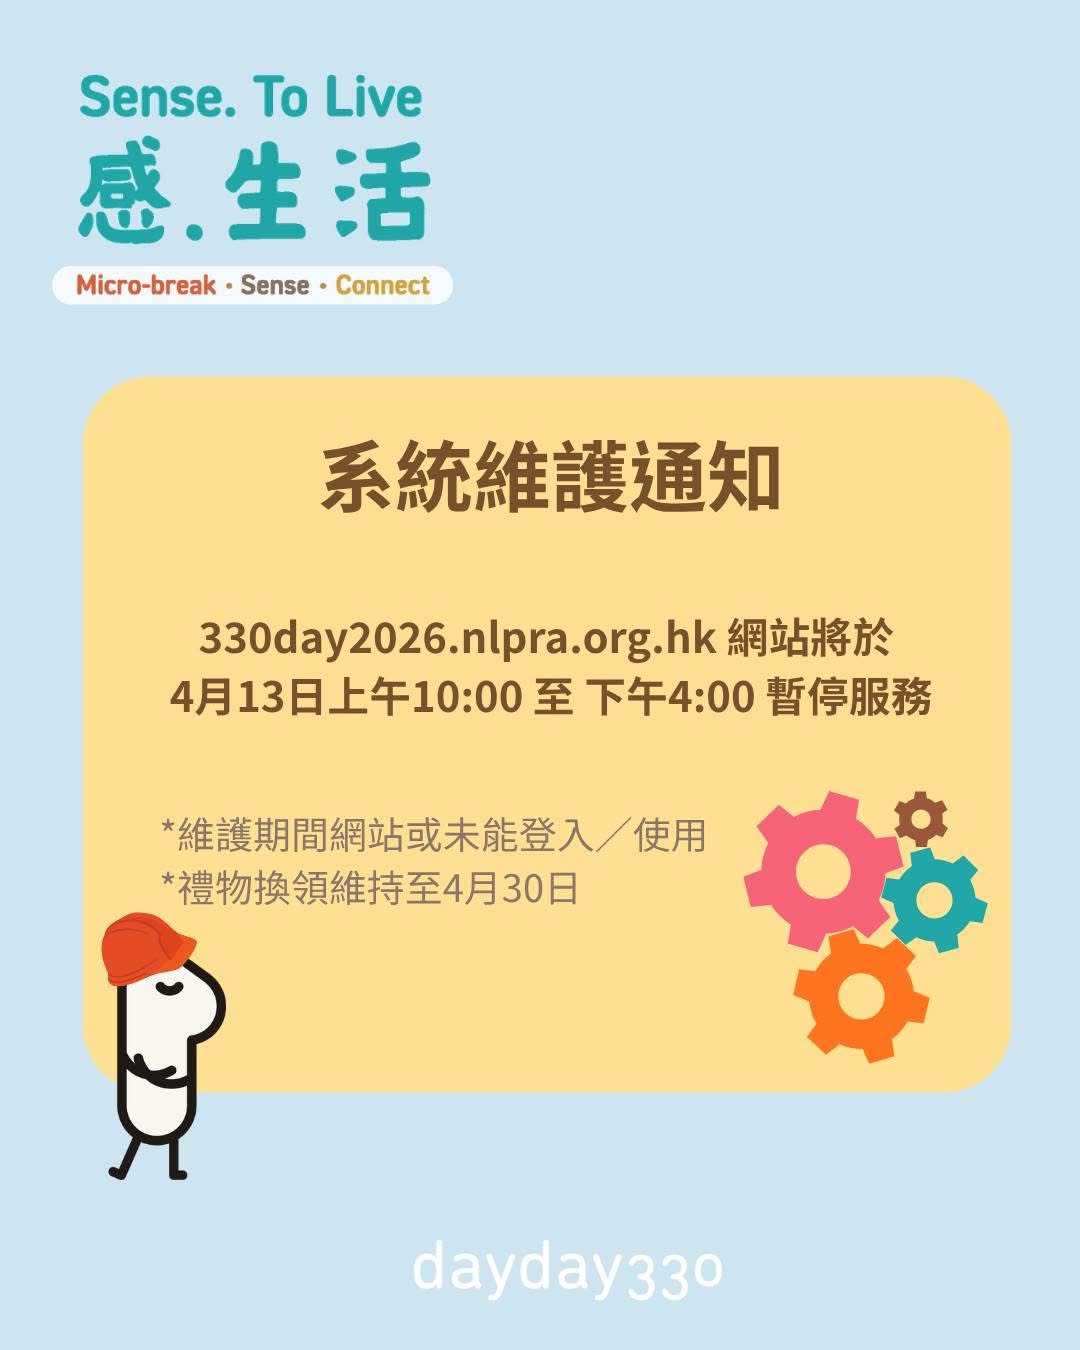 Sense. To Live
感.生活
Micro-break · Sense · Connect
系統維護通知
330day2026.nlpra.org.hk 網站將於
4月13日上午10:00 至 下午4:00 暫停服務
*維護期間網站或未能登入／使用
*禮物換領維持至4月30日
dayday330